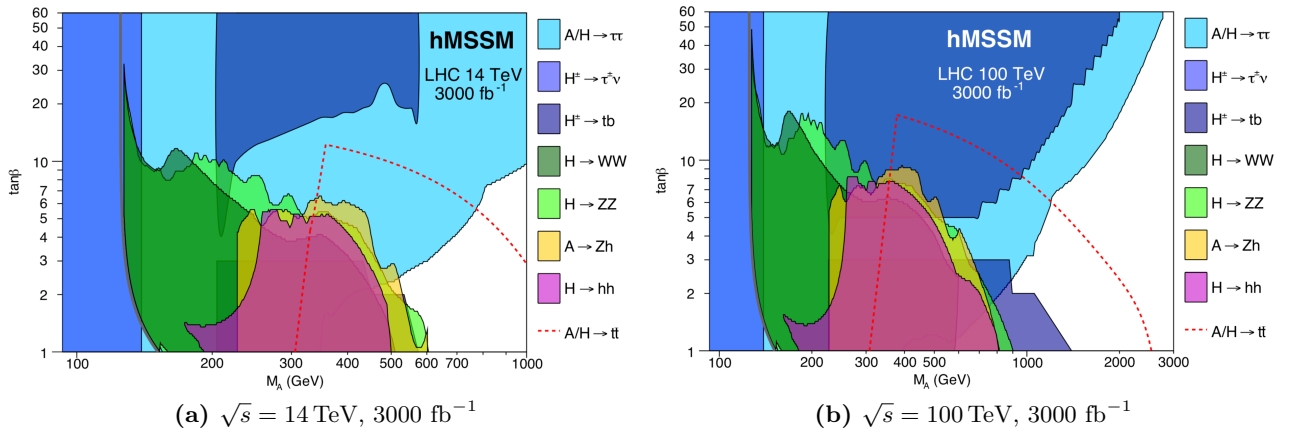 60
50
40
30
20
10
7
6
5
4
3
2
1
tanβ
100
200
300
400
500
600
1000
M_A (GeV)
hMSSM
LHC 14 TeV
3000 fb⁻¹
A/H→ττ
H±→τ±ν
H±→tb
H→WW
H→ZZ
A→Zh
H→hh
A/H→tt
(a) √s = 14 TeV, 3000 fb⁻¹
60
50
40
30
20
10
7
6
5
4
3
2
1
tanβ
100
200
300
400
500
1000
2000
3000
M_A (GeV)
hMSSM
LHC 100 TeV
3000 fb⁻¹
A/H→ττ
H±→τ±ν
H±→tb
H→WW
H→ZZ
A→Zh
H→hh
A/H→tt
(b) √s = 100 TeV, 3000 fb⁻¹